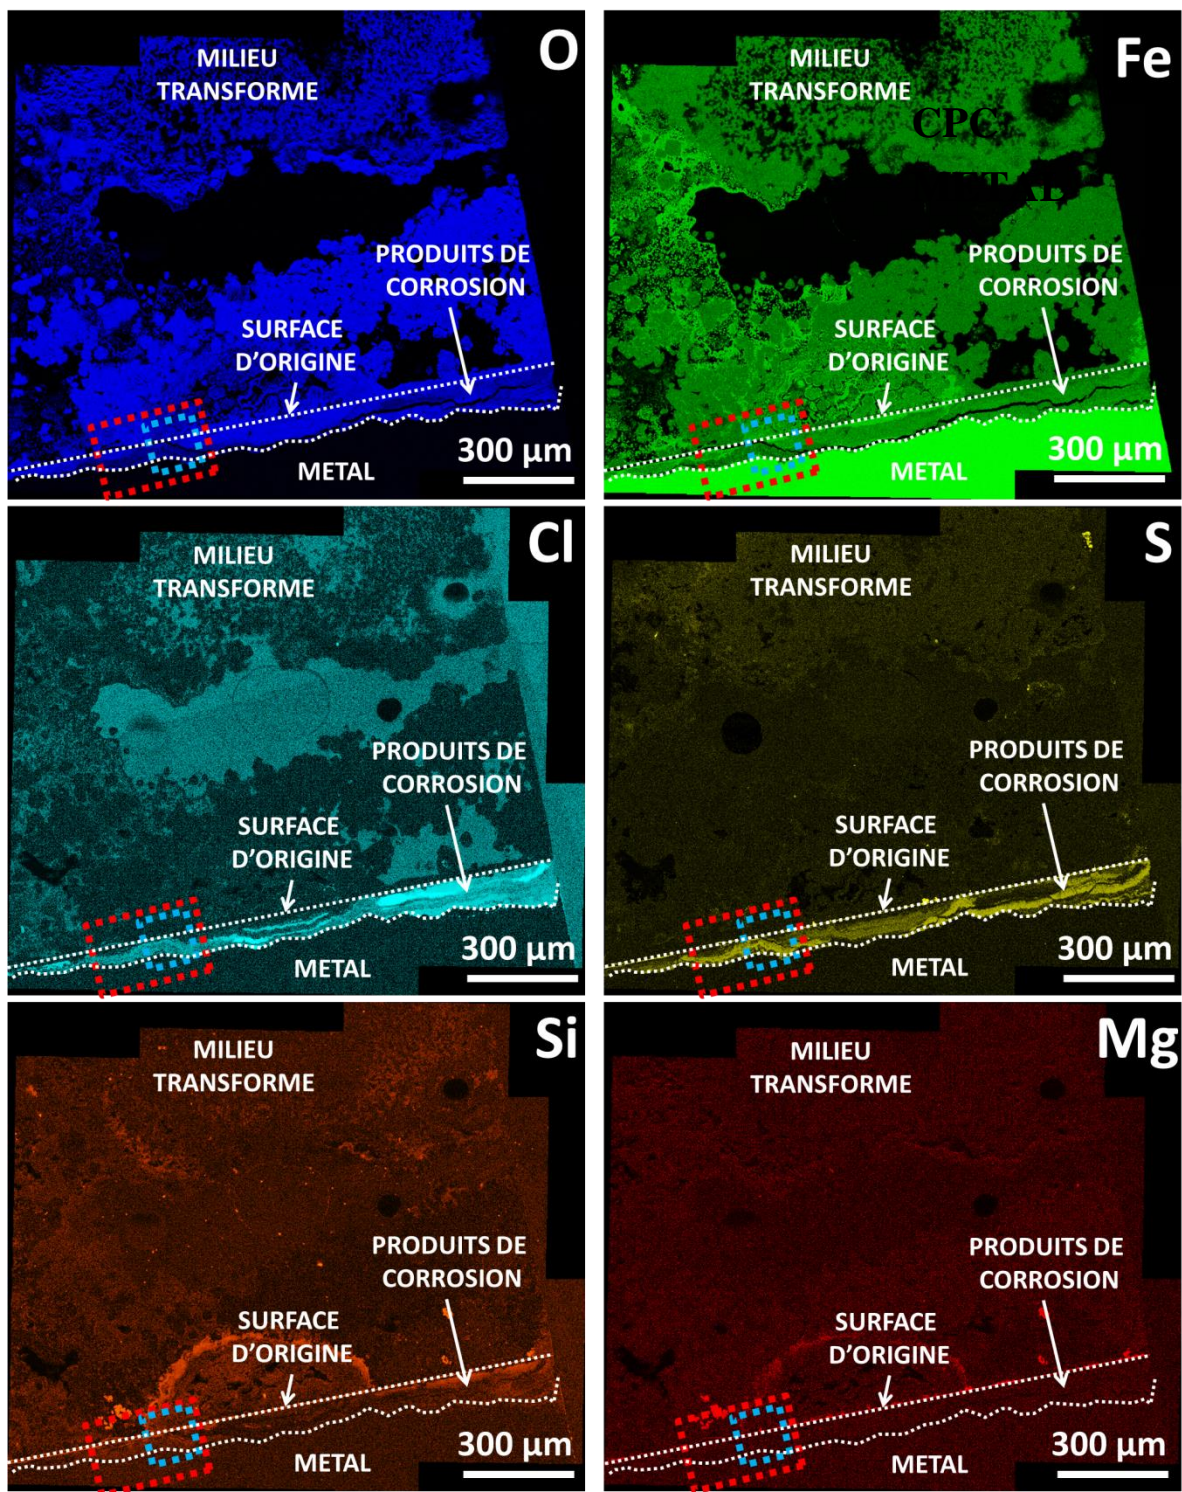 O
MILIEU
TRANSFORME
PRODUITS DE
CORROSION
SURFACE
D'ORIGINE
300 µm
METAL
Fe
MILIEU
TRANSFORME
CPC
PRODUITS DE
CORROSION
SURFACE
D'ORIGINE
300 µm
METAL
Cl
MILIEU
TRANSFORME
PRODUITS DE
CORROSION
SURFACE
D'ORIGINE
300 µm
METAL
S
MILIEU
TRANSFORME
PRODUITS DE
CORROSION
SURFACE
D'ORIGINE
300 µm
METAL
Si
MILIEU
TRANSFORME
PRODUITS DE
CORROSION
SURFACE
D'ORIGINE
300 µm
METAL
Mg
MILIEU
TRANSFORME
PRODUITS DE
CORROSION
SURFACE
D'ORIGINE
300 µm
METAL